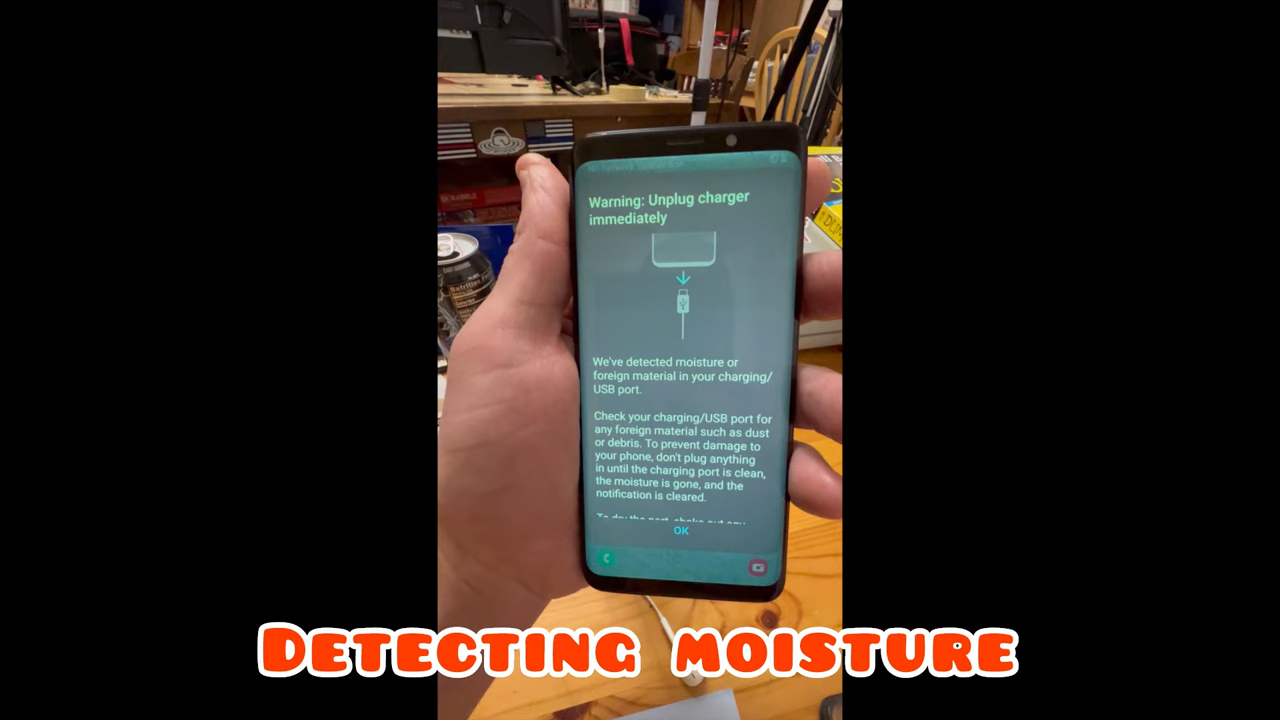 Warning: Unplug charger
immediately
We've detected moisture or
foreign material in your charging/
USB port.
Check your charging/USB port for
any foreign material such as dust
or debris. To prevent damage to
your phone, don't plug anything
in until the charging port is clean,
the moisture is gone, and the
notification is cleared.
OK
Nutrition
DETECTING MOISTURE